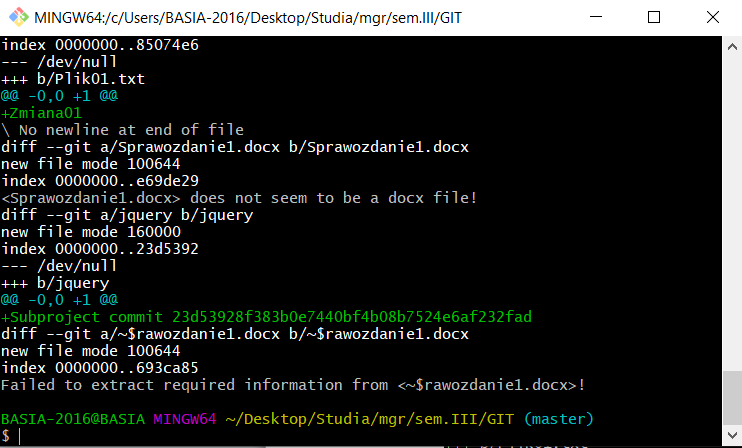 MINGW64:/c/Users/BASIA-2016/Desktop/Studia/mgr/sem.III/GIT
index 0000000..85074e6
--- /dev/null
+++ b/Plik01.txt
@@ -0,0 +1 @@
+Zmiana01
\ No newline at end of file
diff --git a/Sprawozdanie1.docx b/Sprawozdanie1.docx
new file mode 100644
index 0000000..e69de29
<Sprawozdanie1.docx> does not seem to be a docx file!
diff --git a/jquery b/jquery
new file mode 160000
index 0000000..23d5392
--- /dev/null
+++ b/jquery
@@ -0,0 +1 @@
+Subproject commit 23d53928f383b0e7440bf4b08b7524e6af232fad
diff --git a/~$rawozdanie1.docx b/~$rawozdanie1.docx
new file mode 100644
index 0000000..693ca85
Failed to extract required information from <~$rawozdanie1.docx>!
BASIA-2016@BASIA MINGW64 ~/Desktop/Studia/mgr/sem.III/GIT (master)
$